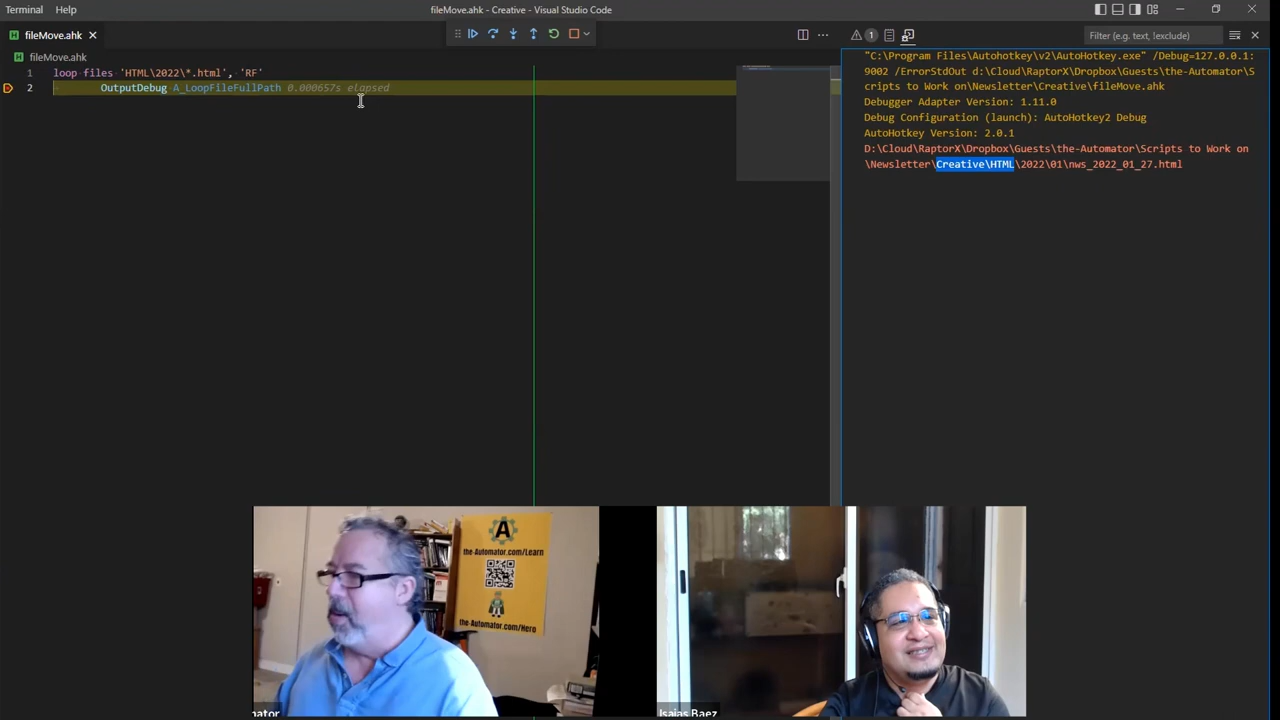 Terminal Help
fileMove.ahk - Creative - Visual Studio Code
fileMove.ahk
Filter (e.g. text, !exclude)
1
fileMove.ahk
1 loop files 'HTML\2022\*.html', 'RF'
2 OutputDebug A_LoopFileFullPath 0.000657s elapsed
"C:\Program Files\Autohotkey\v2\AutoHotkey.exe" /Debug=127.0.0.1:
9002 /ErrorStdOut d:\Cloud\RaptorX\Dropbox\Guests\the-Automator\S
cripts to Work on\Newsletter\Creative\fileMove.ahk
Debugger Adapter Version: 1.11.0
Debug Configuration (launch): AutoHotkey2 Debug
AutoHotkey Version: 2.0.1
D:\Cloud\RaptorX\Dropbox\Guests\the-Automator\Scripts to Work on
\Newsletter\Creative\HTML\2022\01\nws_2022_01_27.html
A
the-Automator.com/Learn
the-Automator.com/Hero
mator
Isaias Baez